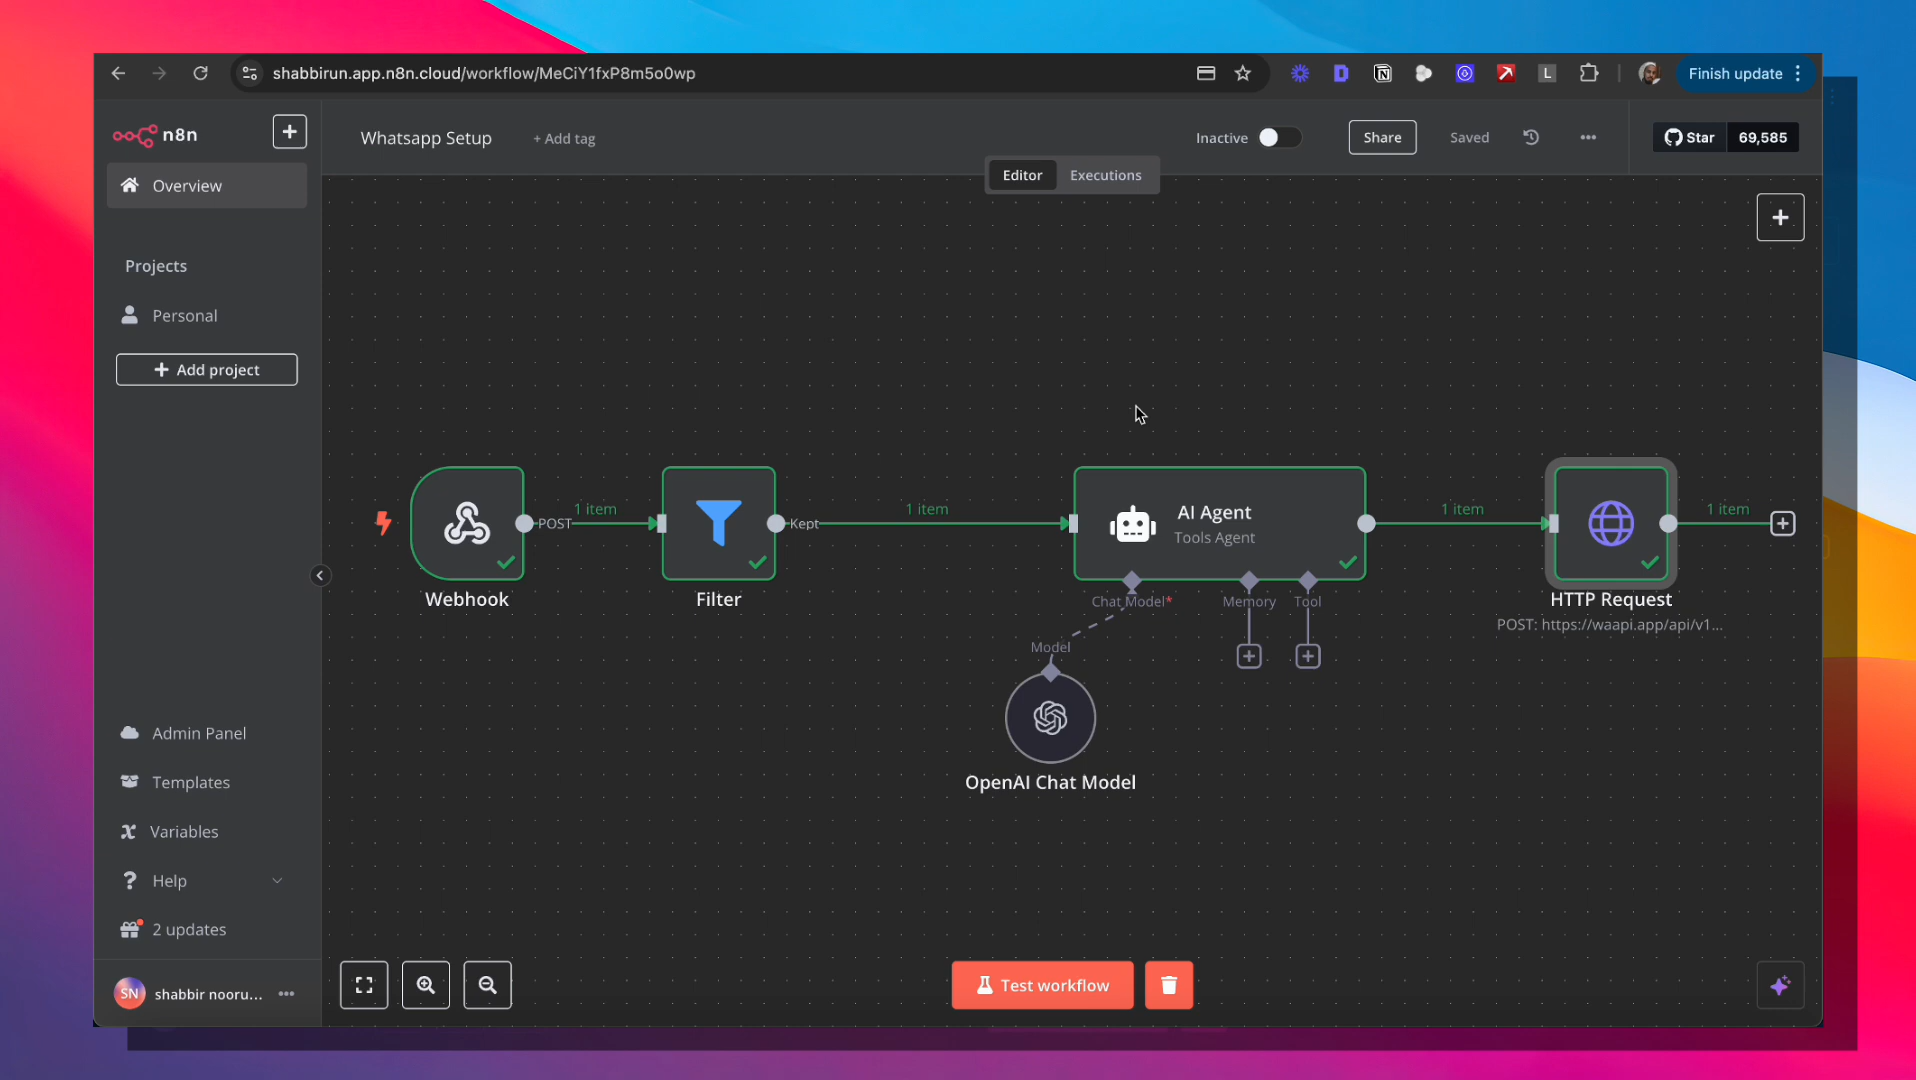 shabbirun.app.n8n.cloud/workflow/MeCiY1fxP8m5o0wp
L
Finish update
n8n
Whatsapp Setup
+ Add tag
Inactive
Share
Saved
Star
69,585
Editor
Executions
Overview
Projects
Personal
Add project
POST
1 item
Kept
1 item
AI Agent
Tools Agent
1 item
1 item
Webhook
Filter
Chat Model*
Memory
Tool
HTTP Request
POST: https://waapi.app/api/v1...
Model
OpenAI Chat Model
Admin Panel
Templates
Variables
Help
2 updates
SN
shabbir nooru...
Test workflow